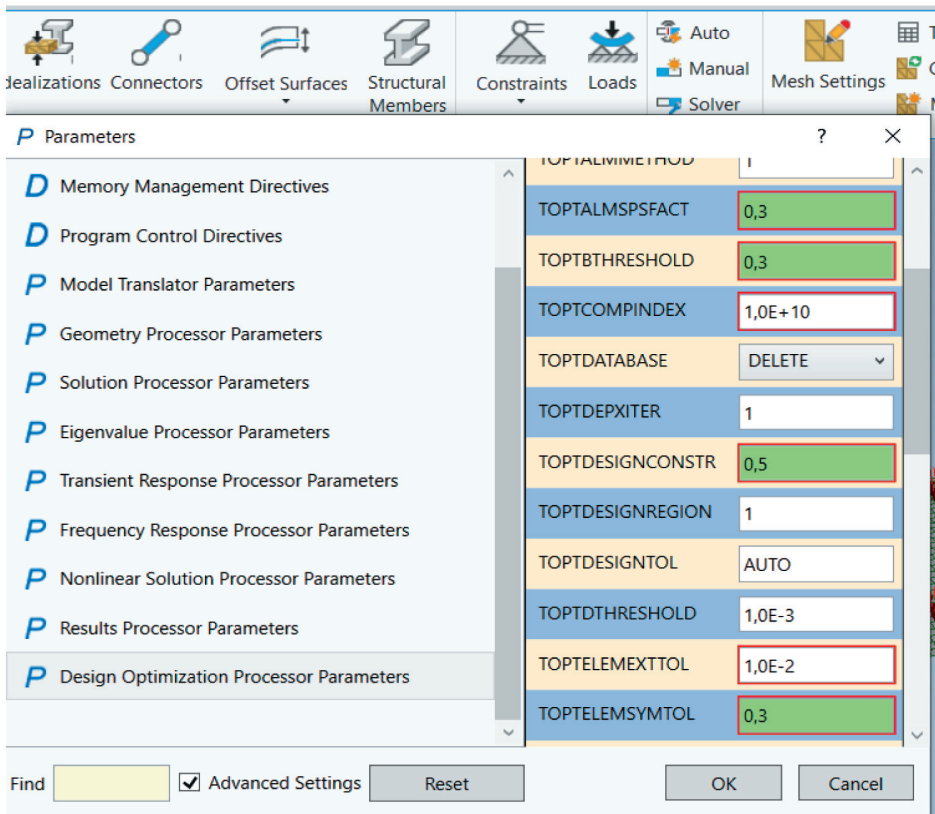 Auto
Manual
Solver
dealizations Connectors Offset Surfaces Structural Members Constraints Loads Mesh Settings
P Parameters ? ×
D Memory Management Directives
D Program Control Directives
P Model Translator Parameters
P Geometry Processor Parameters
P Solution Processor Parameters
P Eigenvalue Processor Parameters
P Transient Response Processor Parameters
P Frequency Response Processor Parameters
P Nonlinear Solution Processor Parameters
P Results Processor Parameters
P Design Optimization Processor Parameters
TOPTALMMETHOD 1
TOPTALMSPSFACT 0,3
TOPTBTHRESHOLD 0,3
TOPTCOMPINDEX 1,0E+10
TOPTDATABASE DELETE
TOPTDEPXITER 1
TOPTDESIGNCONSTR 0,5
TOPTDESIGNREGION 1
TOPTDESIGNTOL AUTO
TOPTDTHRESHOLD 1,0E-3
TOPTELEMEXTTOL 1,0E-2
TOPTELEMSYMTOL 0,3
Find Advanced Settings Reset OK Cancel